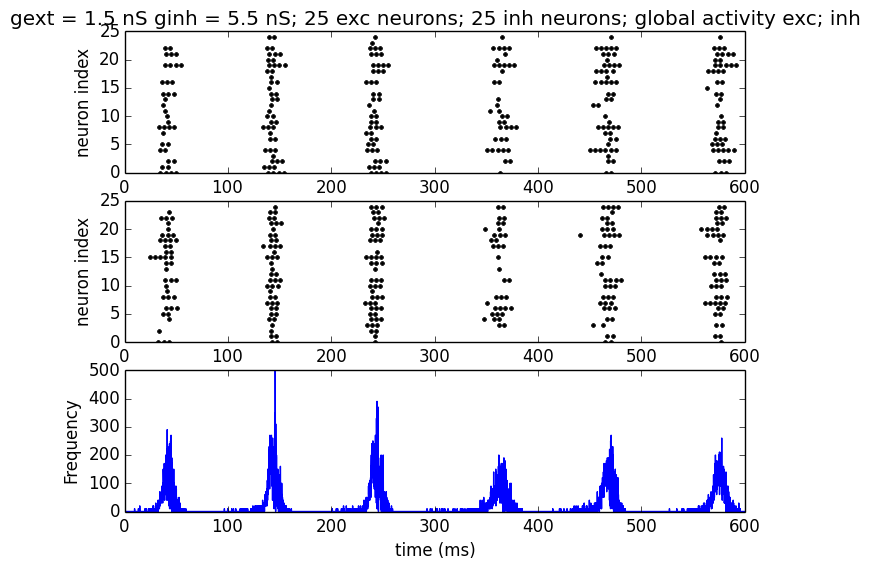 gext = 1.5 nS ginh = 5.5 nS; 25 exc neurons; 25 inh neurons; global activity exc; inh
25
20
15
10
5
0
neuron index
0 100 200 300 400 500 600
25
20
15
10
5
0
neuron index
0 100 200 300 400 500 600
500
400
300
200
100
0
Frequency
0 100 200 300 400 500 600
time (ms)